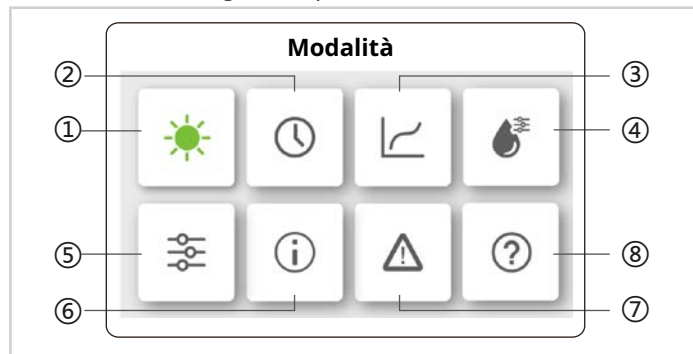 Modalità
② ③
① ④
⑤ ⑧
⑥ ⑦